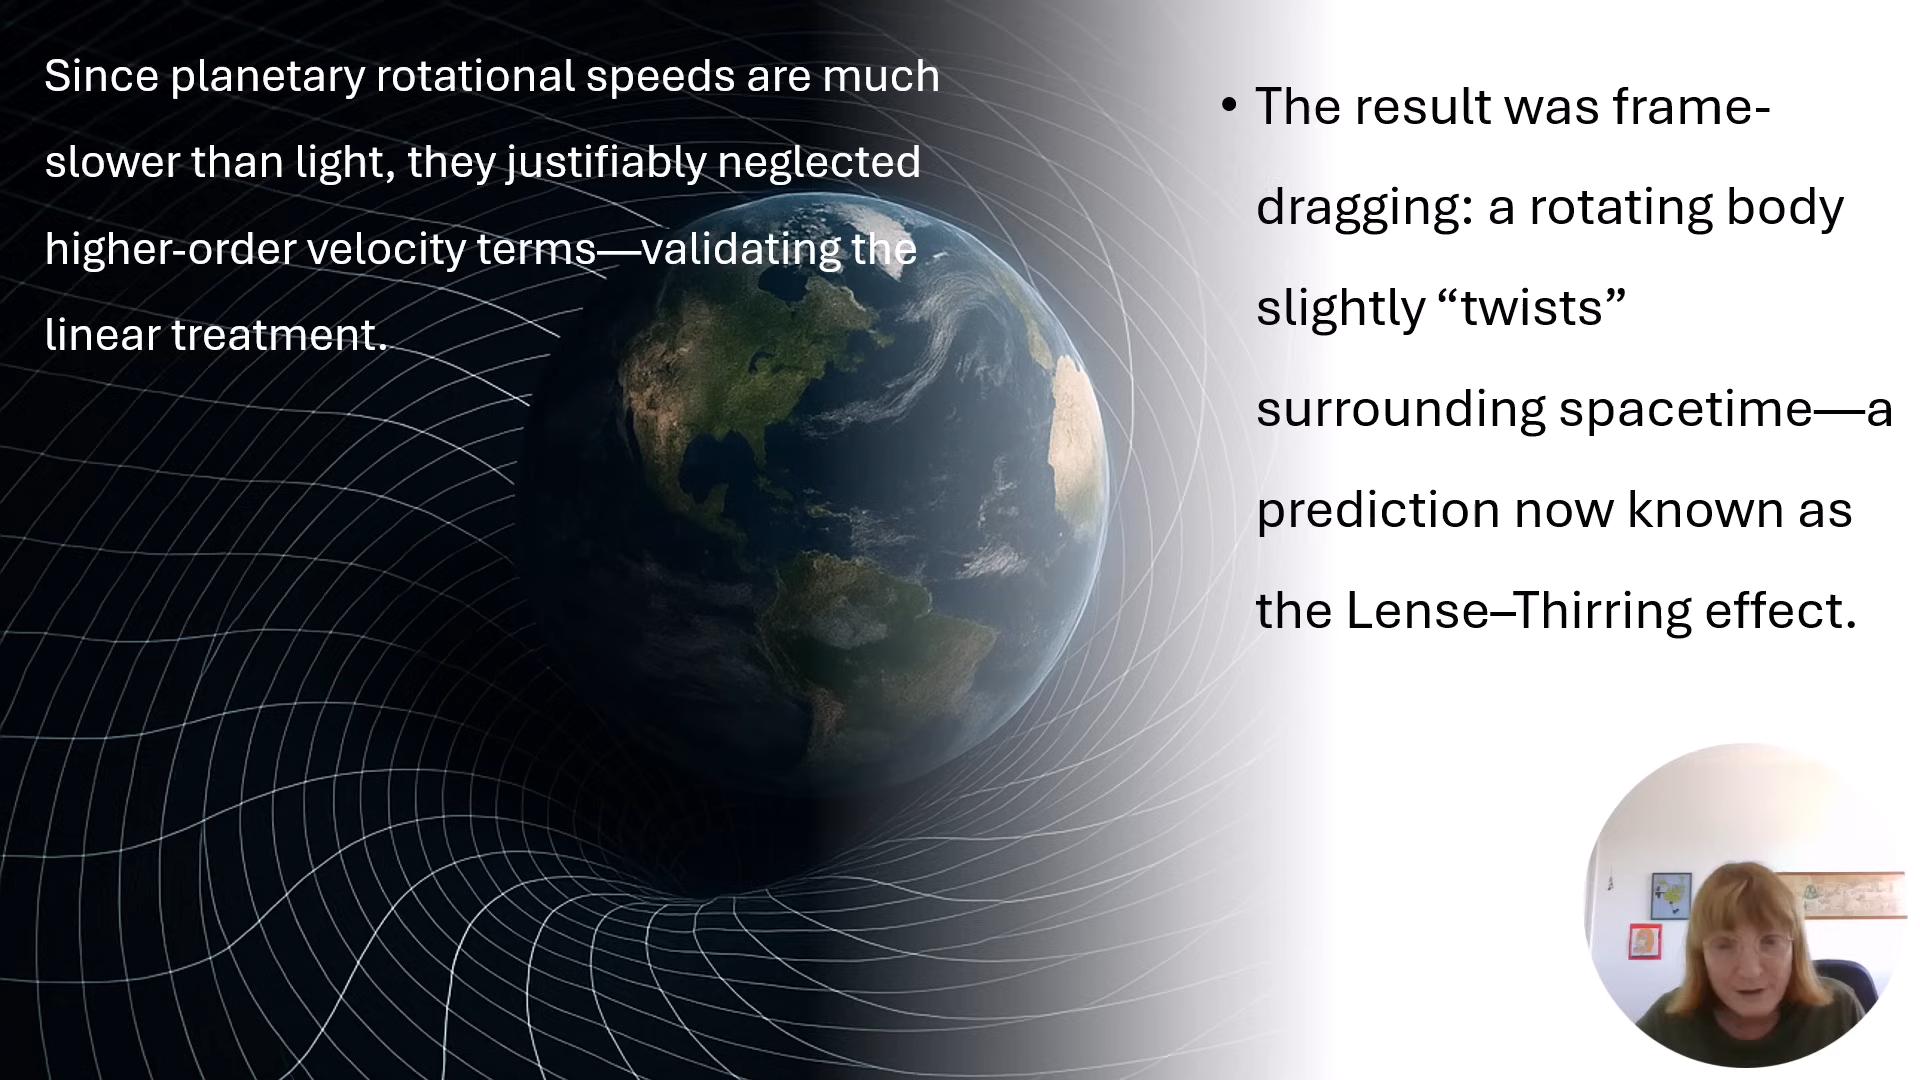 Since planetary rotational speeds are much
slower than light, they justifiably neglected
higher-order velocity terms—validating the
linear treatment.
• The result was frame-
dragging: a rotating body
slightly “twists”
surrounding spacetime—a
prediction now known as
the Lense–Thirring effect.